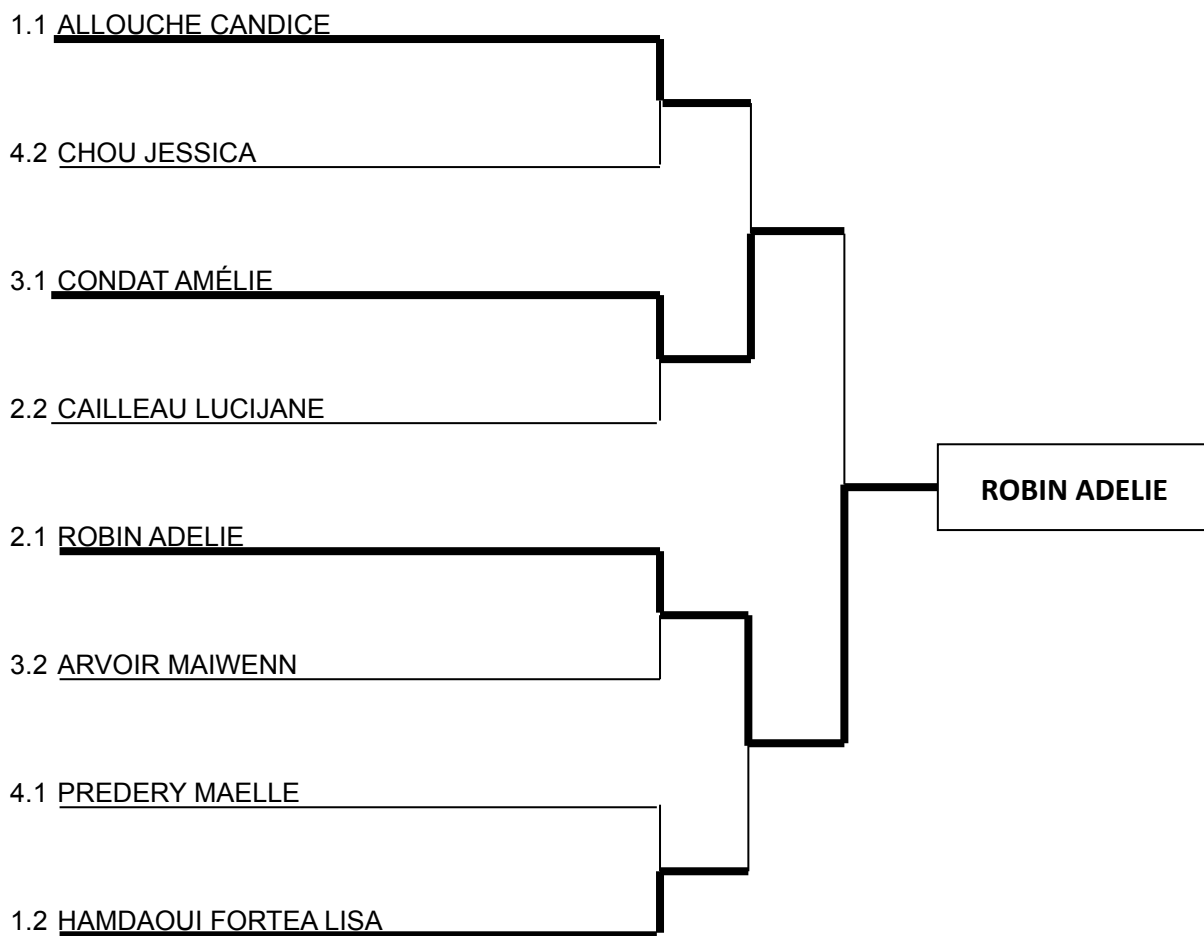 1.1 ALLOUCHE CANDICE
4.2 CHOU JESSICA
3.1 CONDAT AMÉLIE
2.2 CAILLEAU LUCIJANE
ROBIN ADELIE
2.1 ROBIN ADELIE
3.2 ARVOIR MAIWENN
4.1 PREDERY MAELLE
1.2 HAMDAOUI FORTEA LISA